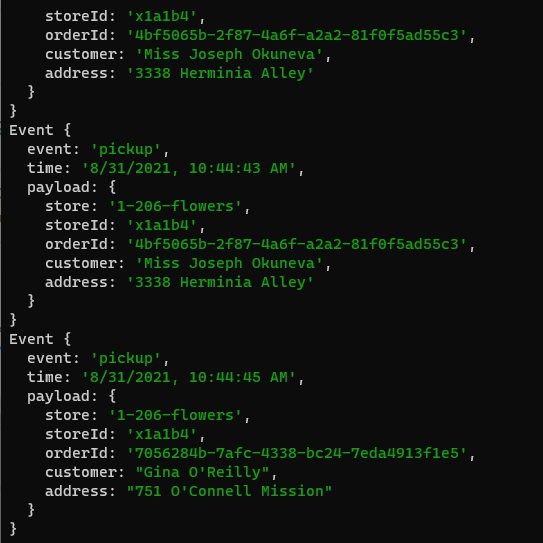 storeId: 'x1a1b4',
    orderId: '4bf5065b-2f87-4a6f-a2a2-81f0f5ad55c3',
    customer: 'Miss Joseph Okuneva',
    address: '3338 Herminia Alley'
  }
}
Event {
  event: 'pickup',
  time: '8/31/2021, 10:44:43 AM',
  payload: {
    store: '1-206-flowers',
    storeId: 'x1a1b4',
    orderId: '4bf5065b-2f87-4a6f-a2a2-81f0f5ad55c3',
    customer: 'Miss Joseph Okuneva',
    address: '3338 Herminia Alley'
  }
}
Event {
  event: 'pickup',
  time: '8/31/2021, 10:44:45 AM',
  payload: {
    store: '1-206-flowers',
    storeId: 'x1a1b4',
    orderId: '7056284b-7afc-4338-bc24-7eda4913f1e5',
    customer: "Gina O'Reilly",
    address: "751 O'Connell Mission"
  }
}